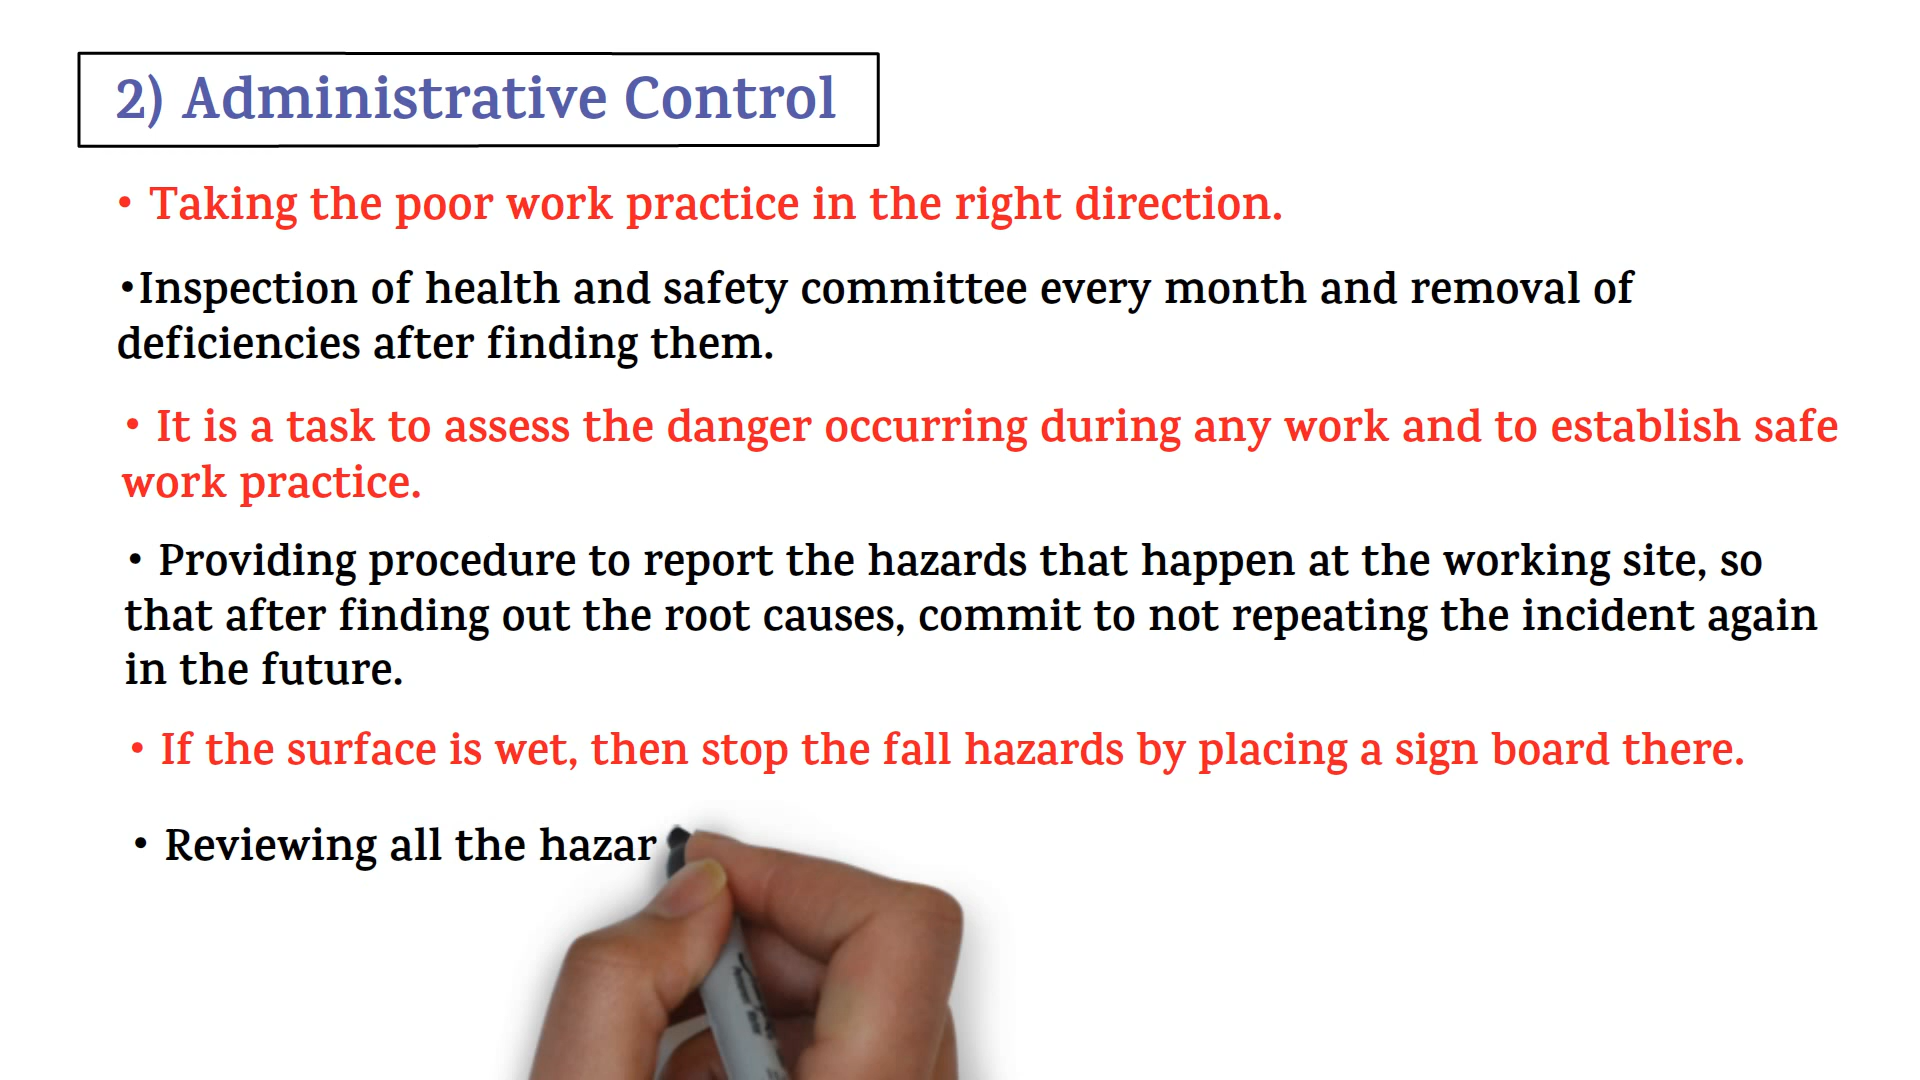 2) Administrative Control
• Taking the poor work practice in the right direction.
•Inspection of health and safety committee every month and removal of
deficiencies after finding them.
• It is a task to assess the danger occurring during any work and to establish safe
work practice.
• Providing procedure to report the hazards that happen at the working site, so
that after finding out the root causes, commit to not repeating the incident again
in the future.
• If the surface is wet, then stop the fall hazards by placing a sign board there.
• Reviewing all the hazar